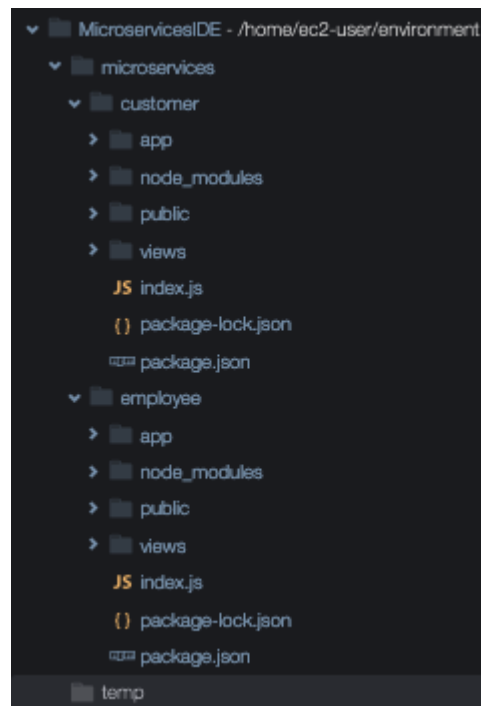 MicroservicesIDE - /home/ec2-user/environment
microservices
customer
app
node_modules
public
views
JS index.js
{} package-lock.json
package.json
employee
app
node_modules
public
views
JS index.js
{} package-lock.json
package.json
temp